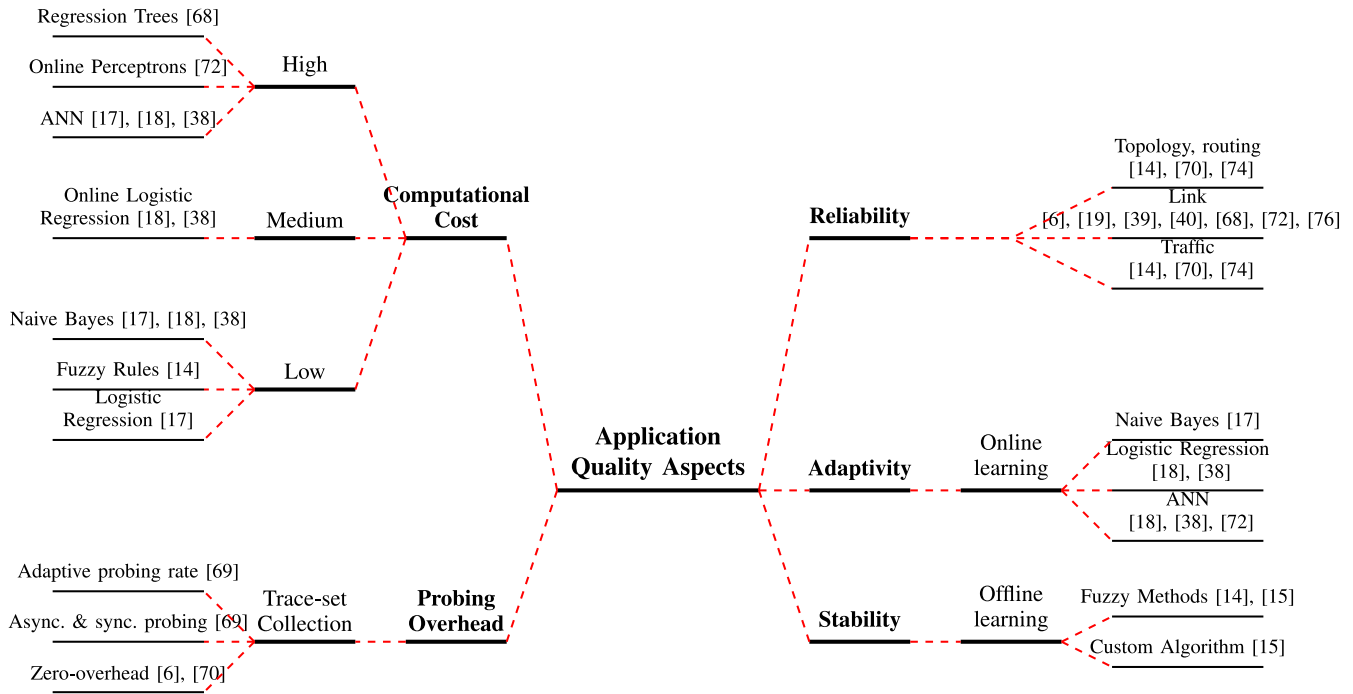 Regression Trees [68]
Online Perceptrons [72]
ANN [17], [18], [38]
High
Online Logistic
Regression [18], [38]
Medium
Computational
Cost
Naive Bayes [17], [18], [38]
Fuzzy Rules [14]
Logistic
Regression [17]
Low
Application
Quality Aspects
Adaptive probing rate [69]
Async. & sync. probing [69]
Zero-overhead [6], [70]
Trace-set
Collection
Probing
Overhead
Reliability
Topology, routing
[14], [70], [74]
Link
[6], [19], [39], [40], [68], [72], [76]
Traffic
[14], [70], [74]
Adaptivity
Online
learning
Naive Bayes [17]
Logistic Regression
[18], [38]
ANN
[18], [38], [72]
Stability
Offline
learning
Fuzzy Methods [14], [15]
Custom Algorithm [15]